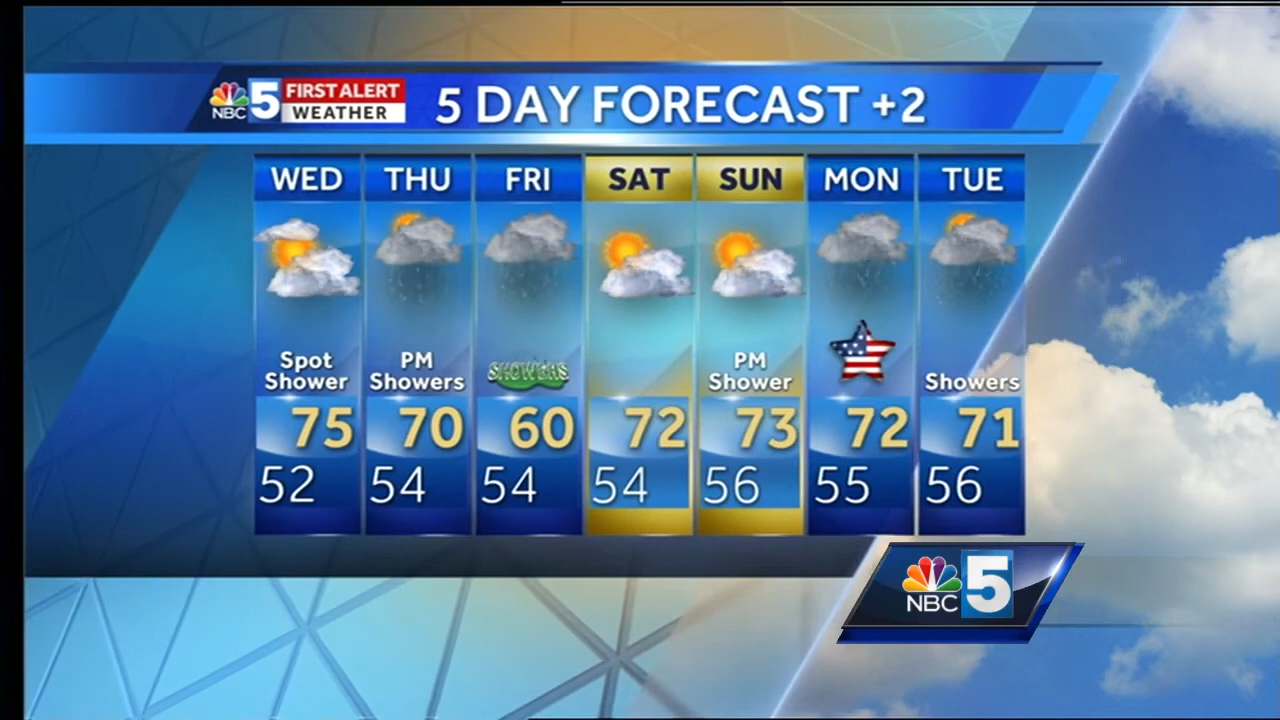 NBC 5 FIRST ALERT
WEATHER
5 DAY FORECAST +2
WED THU FRI SAT SUN MON TUE
Spot
Shower
PM
Showers
SHOWERS
PM
Shower
Showers
75 70 60 72 73 72 71
52 54 54 54 56 55 56
NBC 5